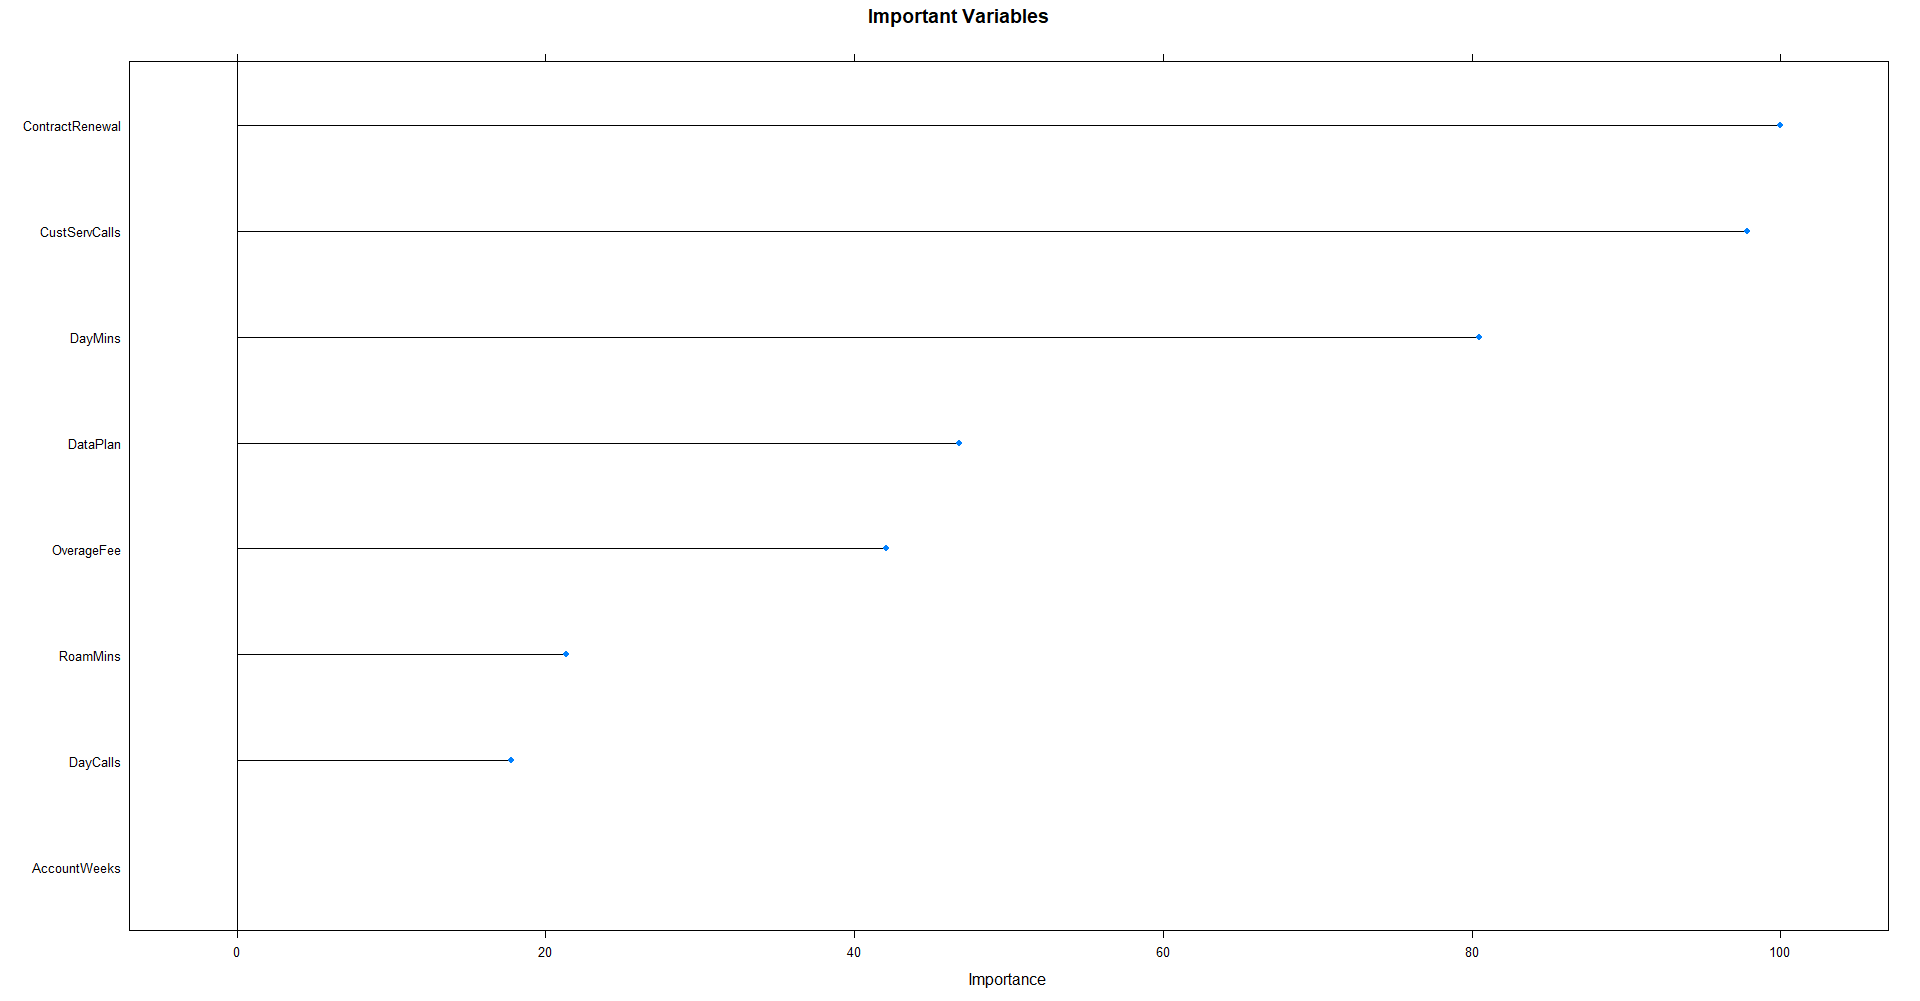 Important Variables
ContractRenewal
CustServCalls
DayMins
DataPlan
OverageFee
RoamMins
DayCalls
AccountWeeks
0 20 40 60 80 100
Importance